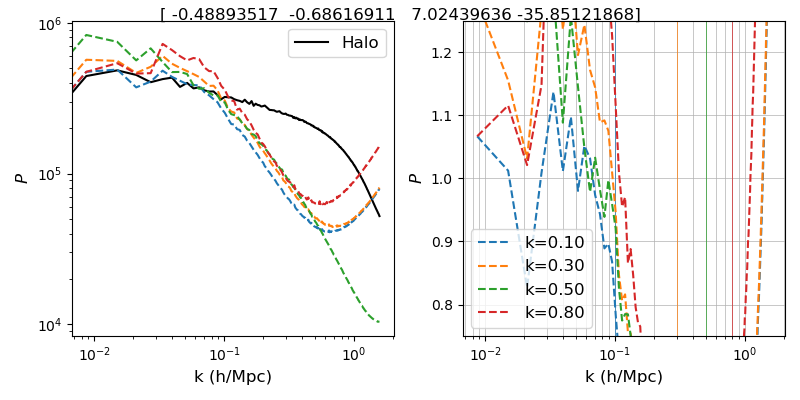 [ -0.48893517 -0.68616911 7.02439636 -35.85121868]
Halo
P
10⁶
10⁵
10⁴
10⁻² 10⁻¹ 10⁰
k (h/Mpc)
P
1.2
1.1
1.0
0.9
0.8
k=0.10
k=0.30
k=0.50
k=0.80
10⁻² 10⁻¹ 10⁰
k (h/Mpc)